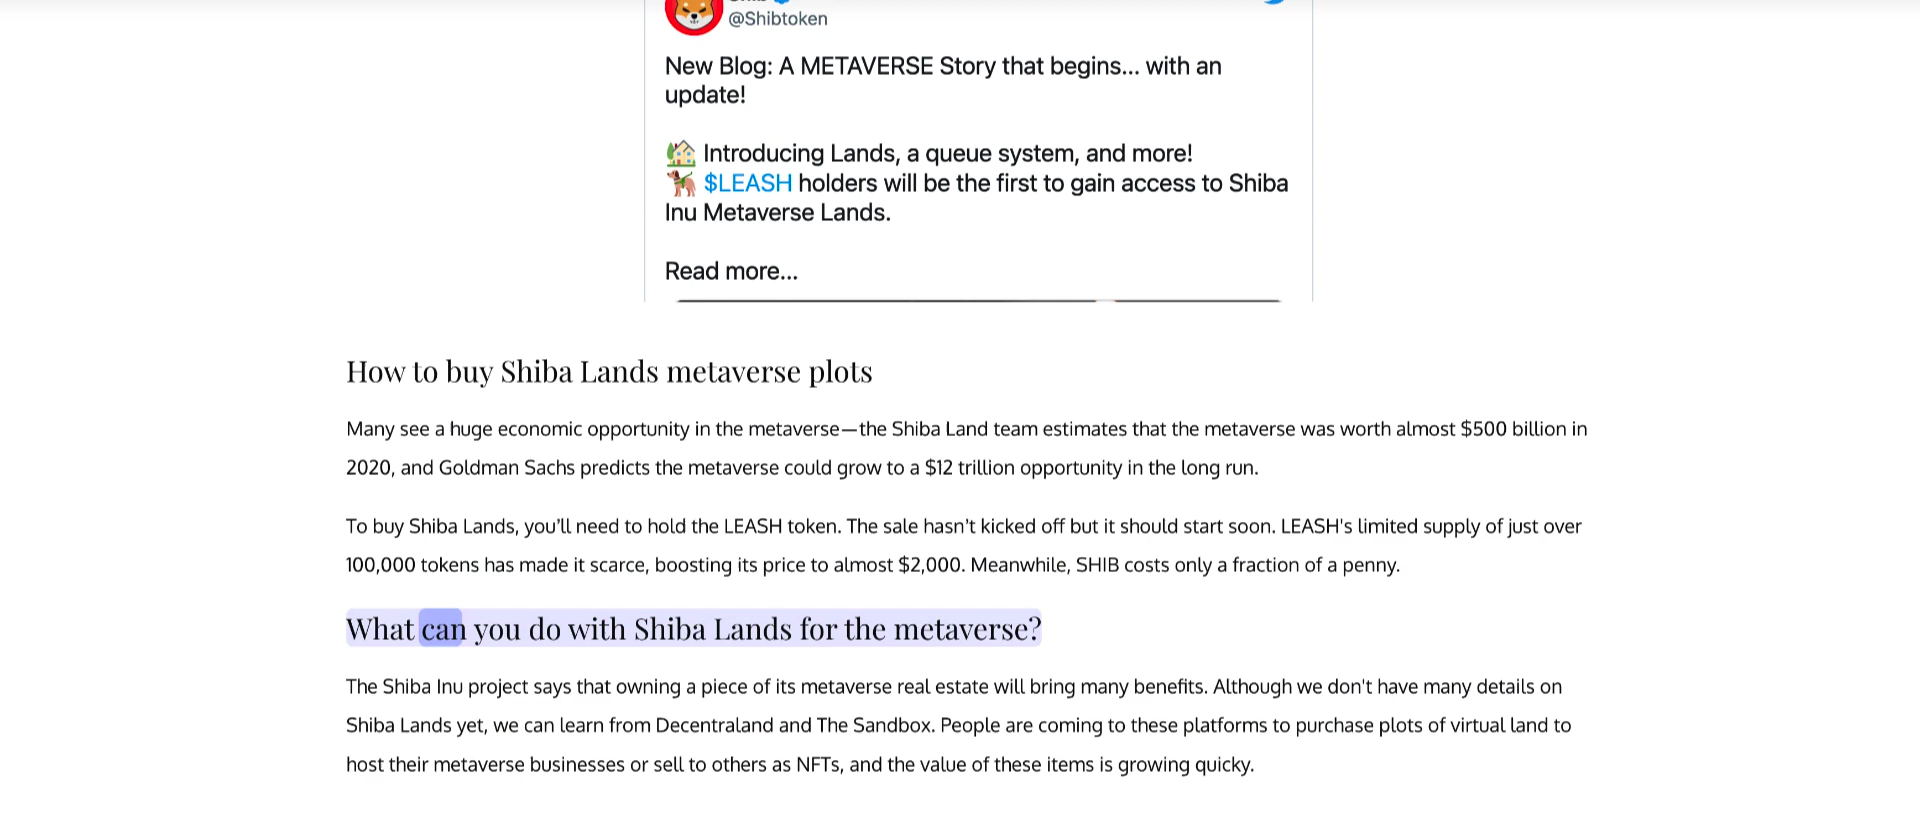 @Shibtoken
New Blog: A METAVERSE Story that begins... with an
update!
Introducing Lands, a queue system, and more!
$LEASH holders will be the first to gain access to Shiba
Inu Metaverse Lands.
Read more...
How to buy Shiba Lands metaverse plots
Many see a huge economic opportunity in the metaverse—the Shiba Land team estimates that the metaverse was worth almost $500 billion in
2020, and Goldman Sachs predicts the metaverse could grow to a $12 trillion opportunity in the long run.
To buy Shiba Lands, you'll need to hold the LEASH token. The sale hasn't kicked off but it should start soon. LEASH's limited supply of just over
100,000 tokens has made it scarce, boosting its price to almost $2,000. Meanwhile, SHIB costs only a fraction of a penny.
What can you do with Shiba Lands for the metaverse?
The Shiba Inu project says that owning a piece of its metaverse real estate will bring many benefits. Although we don't have many details on
Shiba Lands yet, we can learn from Decentraland and The Sandbox. People are coming to these platforms to purchase plots of virtual land to
host their metaverse businesses or sell to others as NFTs, and the value of these items is growing quicky.